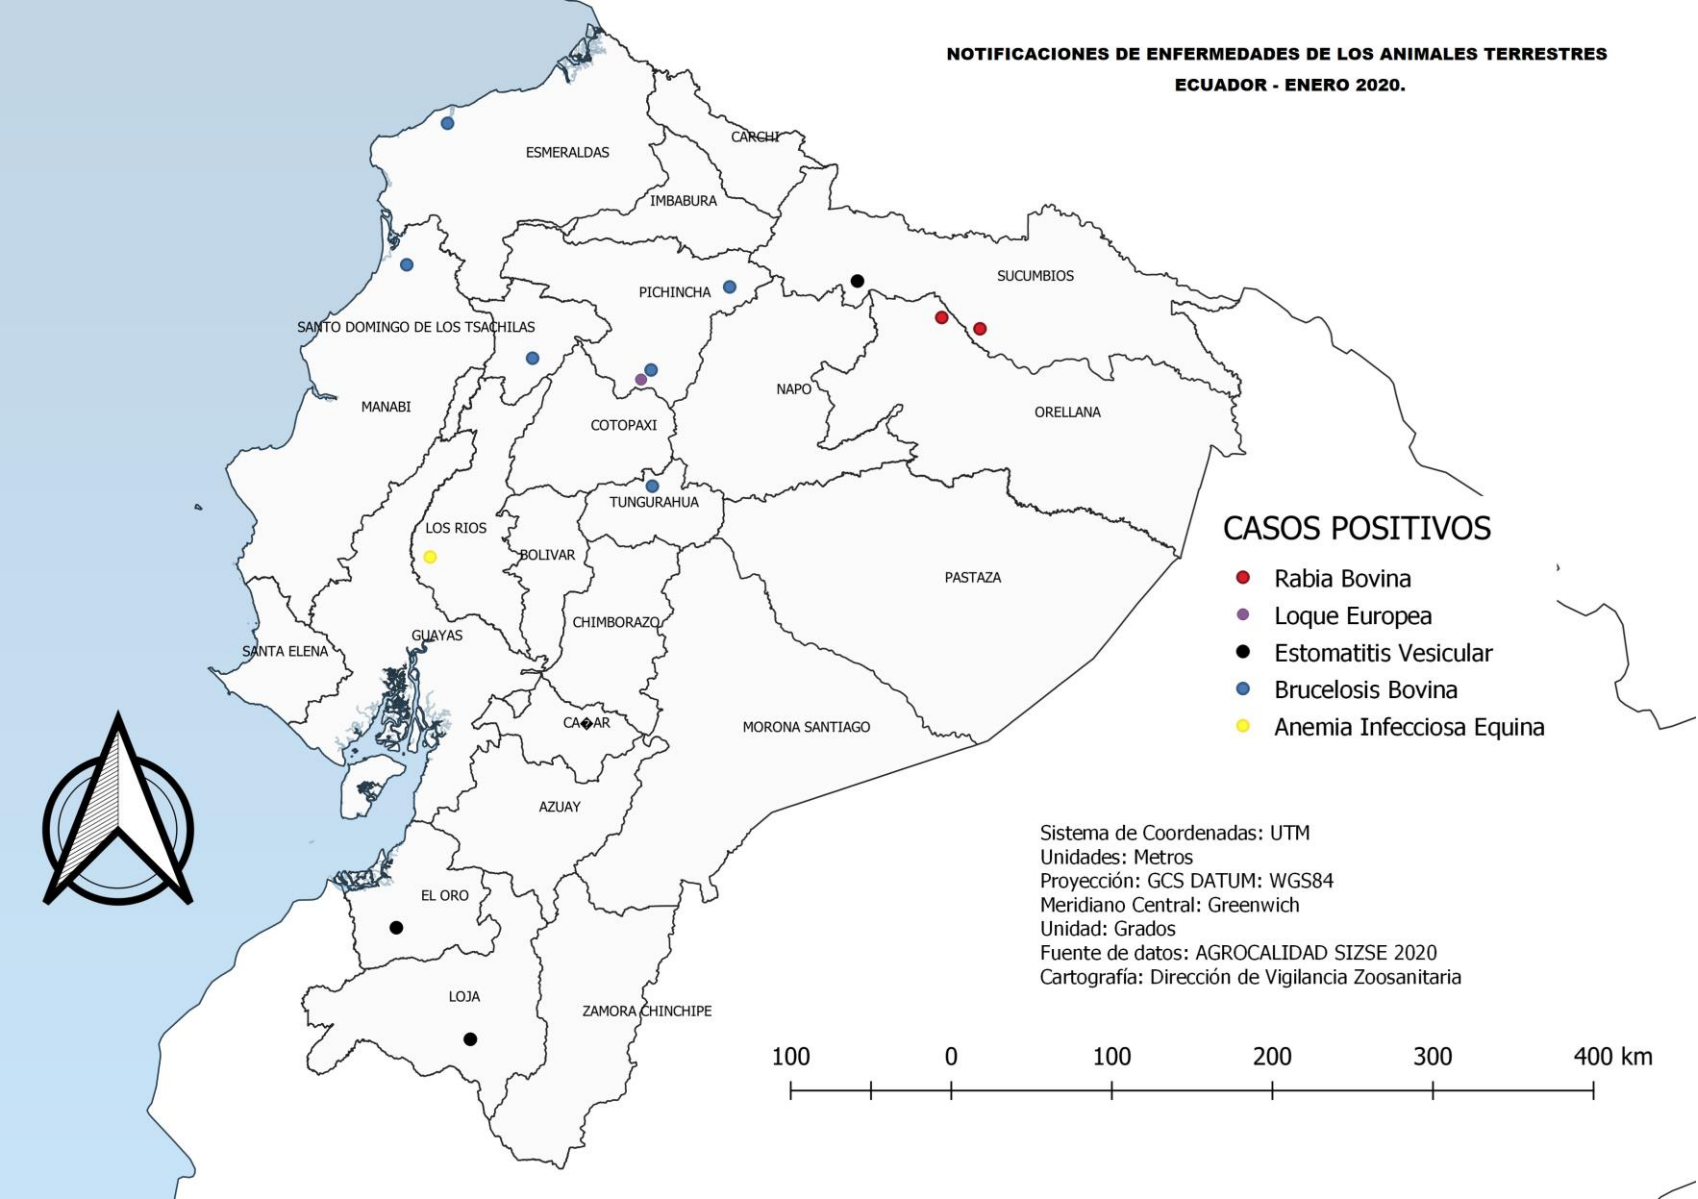 NOTIFICACIONES DE ENFERMEDADES DE LOS ANIMALES TERRESTRES
ECUADOR - ENERO 2020.
CARCHI
ESMERALDAS
IMBABURA
SUCUMBIOS
PICHINCHA
SANTO DOMINGO DE LOS TSACHILAS
NAPO
MANABI
ORELLANA
COTOPAXI
TUNGURAHUA
LOS RIOS
BOLIVAR
PASTAZA
CHIMBORAZO
GUAYAS
SANTA ELENA
CA�AR
MORONA SANTIAGO
AZUAY
EL ORO
LOJA
ZAMORA CHINCHIPE
CASOS POSITIVOS
Rabia Bovina
Loque Europea
Estomatitis Vesicular
Brucelosis Bovina
Anemia Infecciosa Equina
Sistema de Coordenadas: UTM
Unidades: Metros
Proyección: GCS DATUM: WGS84
Meridiano Central: Greenwich
Unidad: Grados
Fuente de datos: AGROCALIDAD SIZSE 2020
Cartografía: Dirección de Vigilancia Zoosanitaria
100 0 100 200 300 400 km